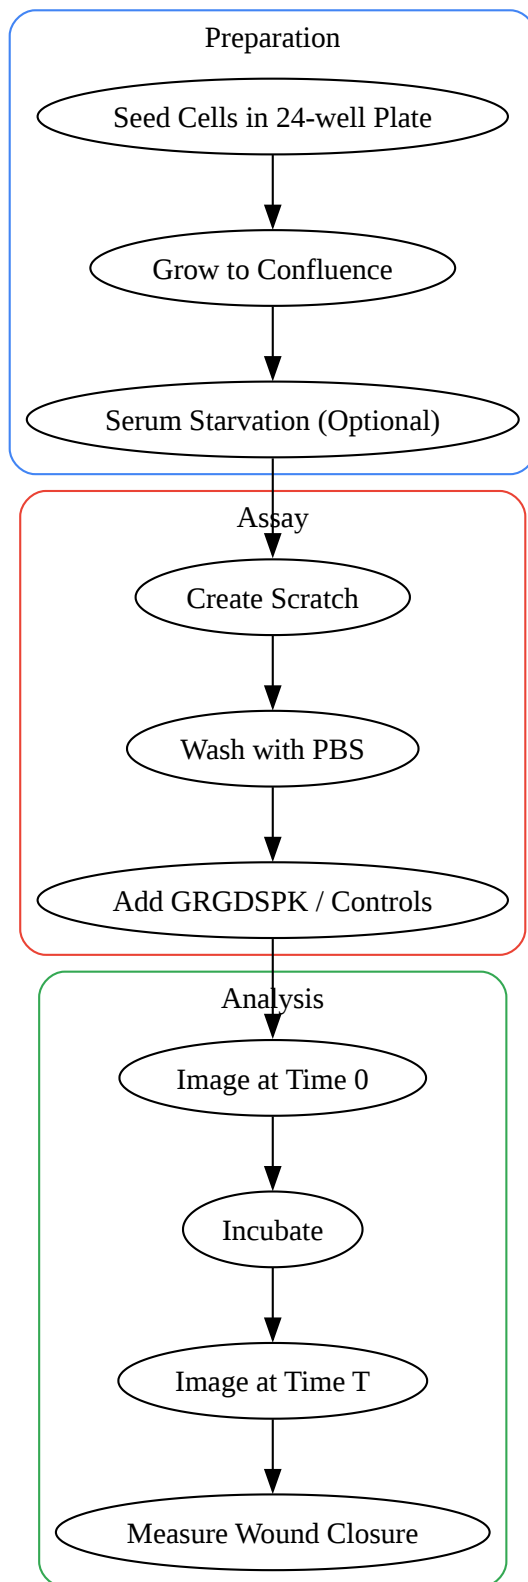 Preparation
Seed Cells in 24-well Plate
Grow to Confluence
Serum Starvation (Optional)
Assay
Create Scratch
Wash with PBS
Add GRGDSPK / Controls
Analysis
Image at Time 0
Incubate
Image at Time T
Measure Wound Closure